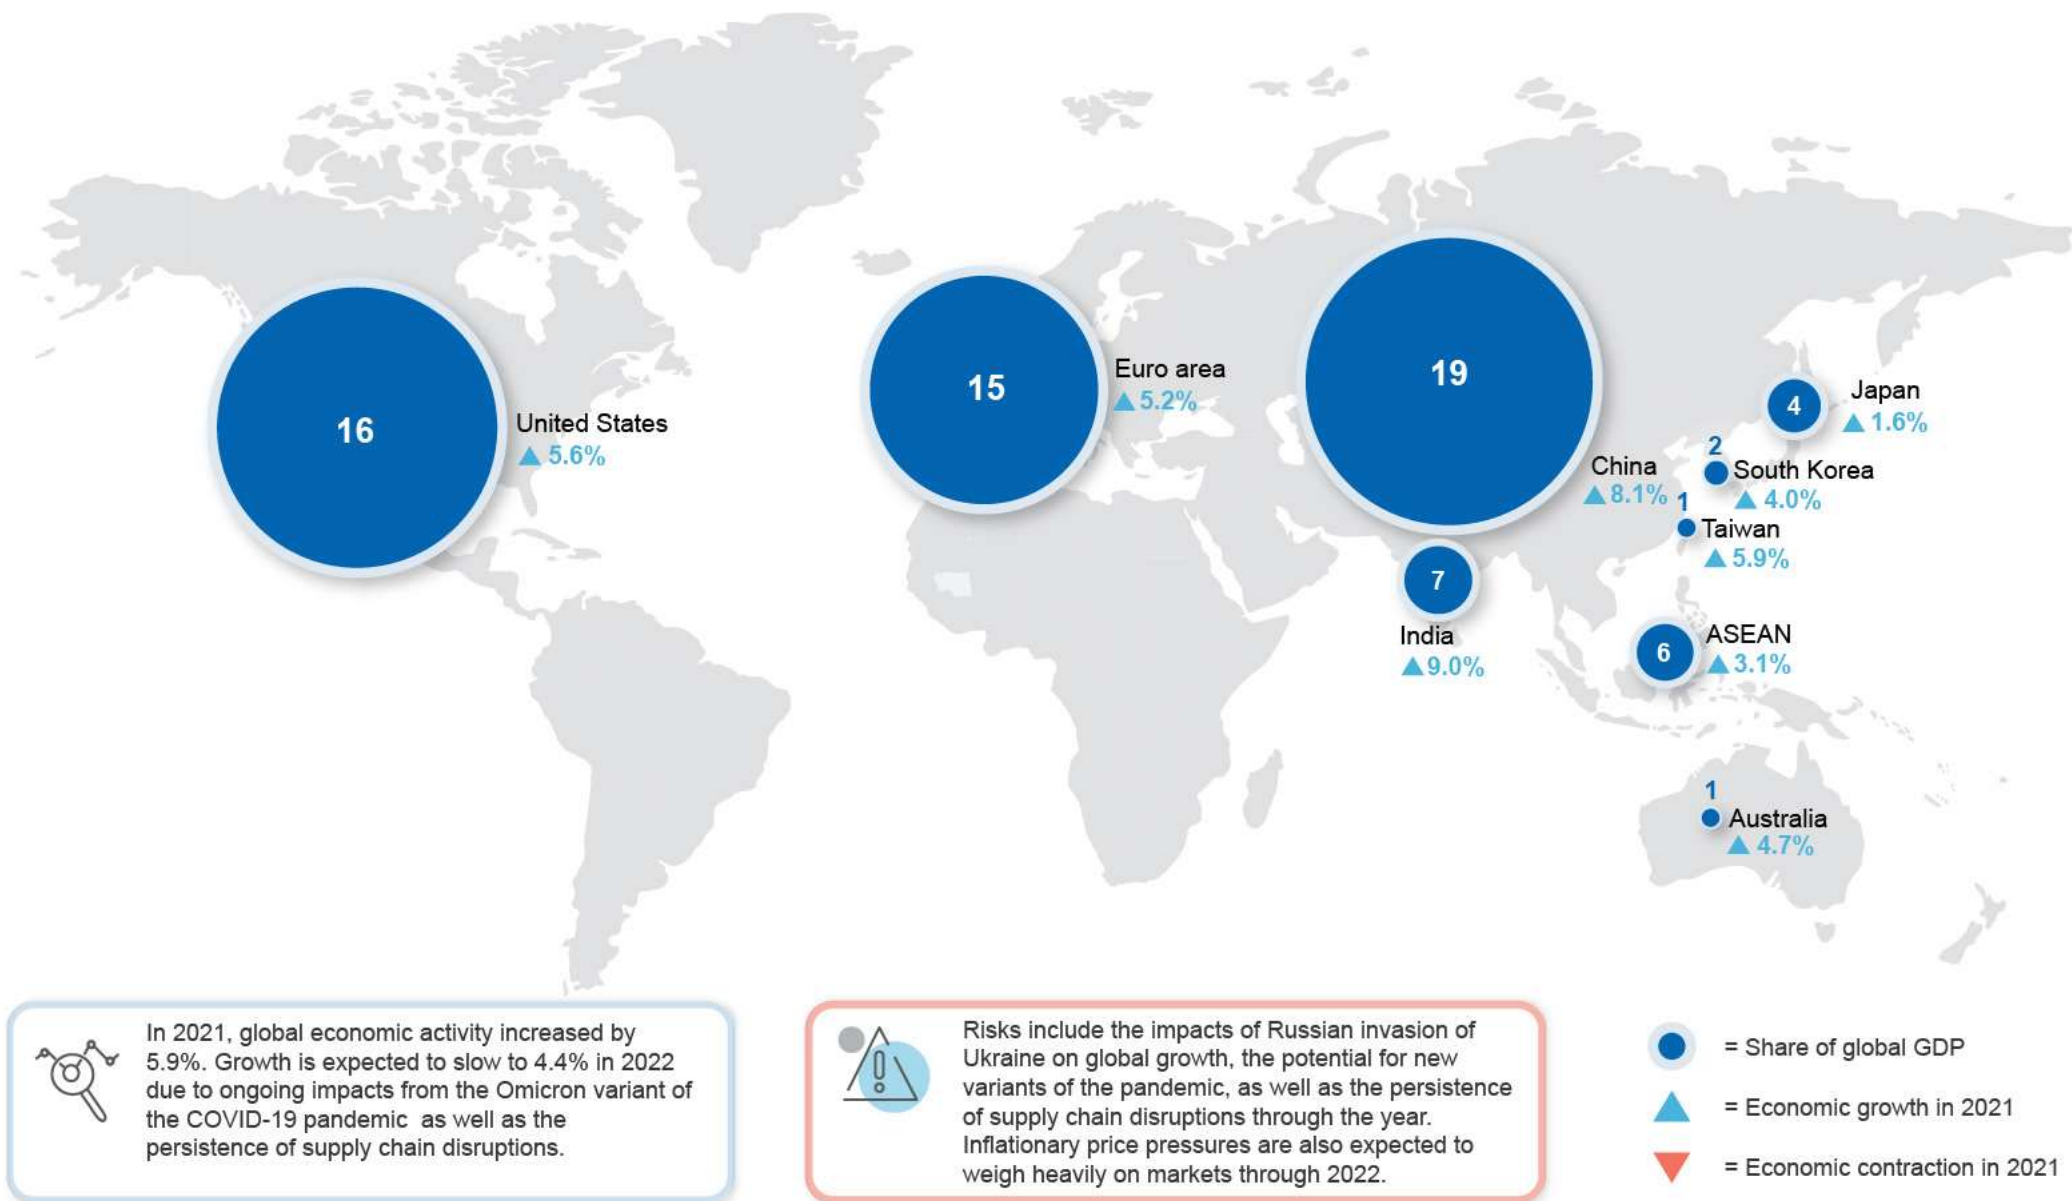 16
United States
▲ 5.6%
15
Euro area
▲ 5.2%
19
China
▲ 8.1%
4
Japan
▲ 1.6%
2
South Korea
▲ 4.0%
1
Taiwan
▲ 5.9%
7
India
▲ 9.0%
6
ASEAN
▲ 3.1%
1
Australia
▲ 4.7%
In 2021, global economic activity increased by
5.9%. Growth is expected to slow to 4.4% in 2022
due to ongoing impacts from the Omicron variant of
the COVID-19 pandemic as well as the
persistence of supply chain disruptions.
Risks include the impacts of Russian invasion of
Ukraine on global growth, the potential for new
variants of the pandemic, as well as the persistence
of supply chain disruptions through the year.
Inflationary price pressures are also expected to
weigh heavily on markets through 2022.
= Share of global GDP
= Economic growth in 2021
= Economic contraction in 2021